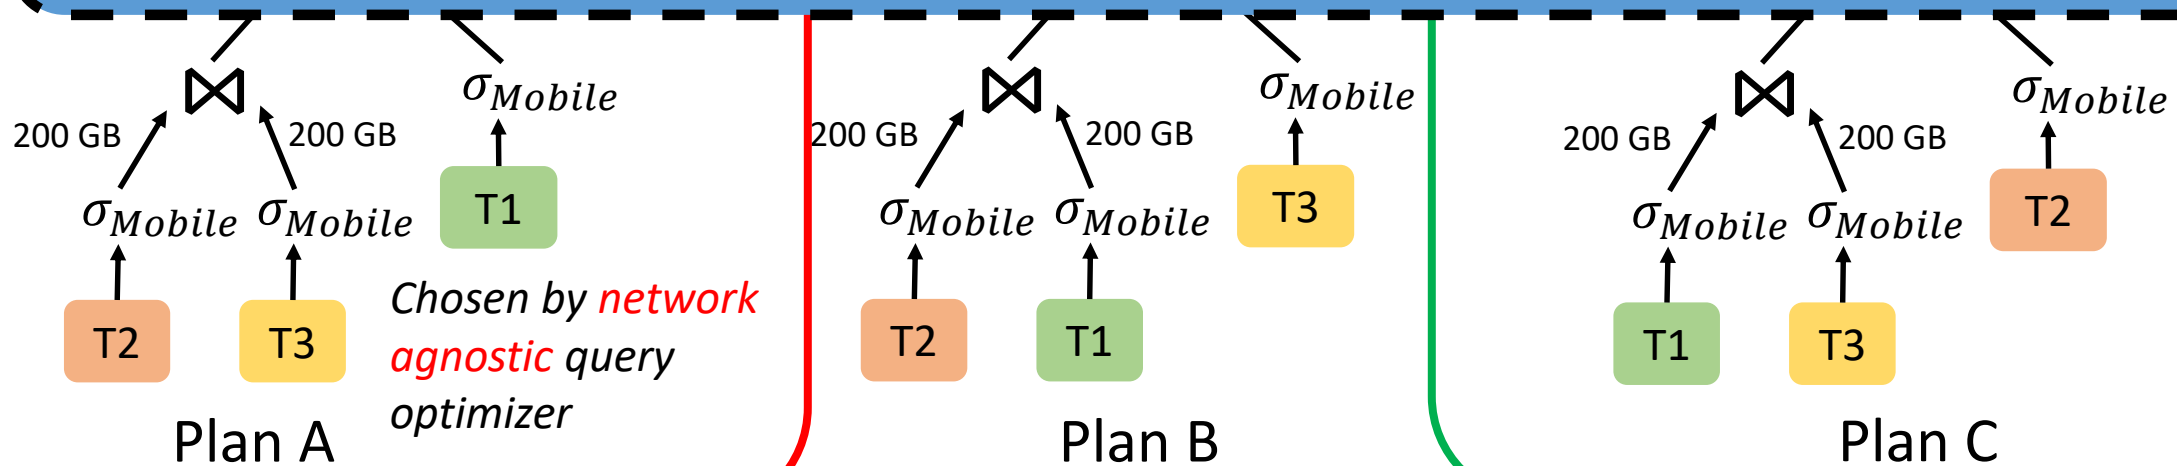 σMobile
200 GB
200 GB
T1
σMobile
σMobile
T2
T3
Chosen by network
agnostic query
optimizer
Plan A
σMobile
200 GB
200 GB
T3
σMobile
σMobile
T2
T1
Plan B
σMobile
200 GB
200 GB
T2
σMobile
σMobile
T1
T3
Plan C